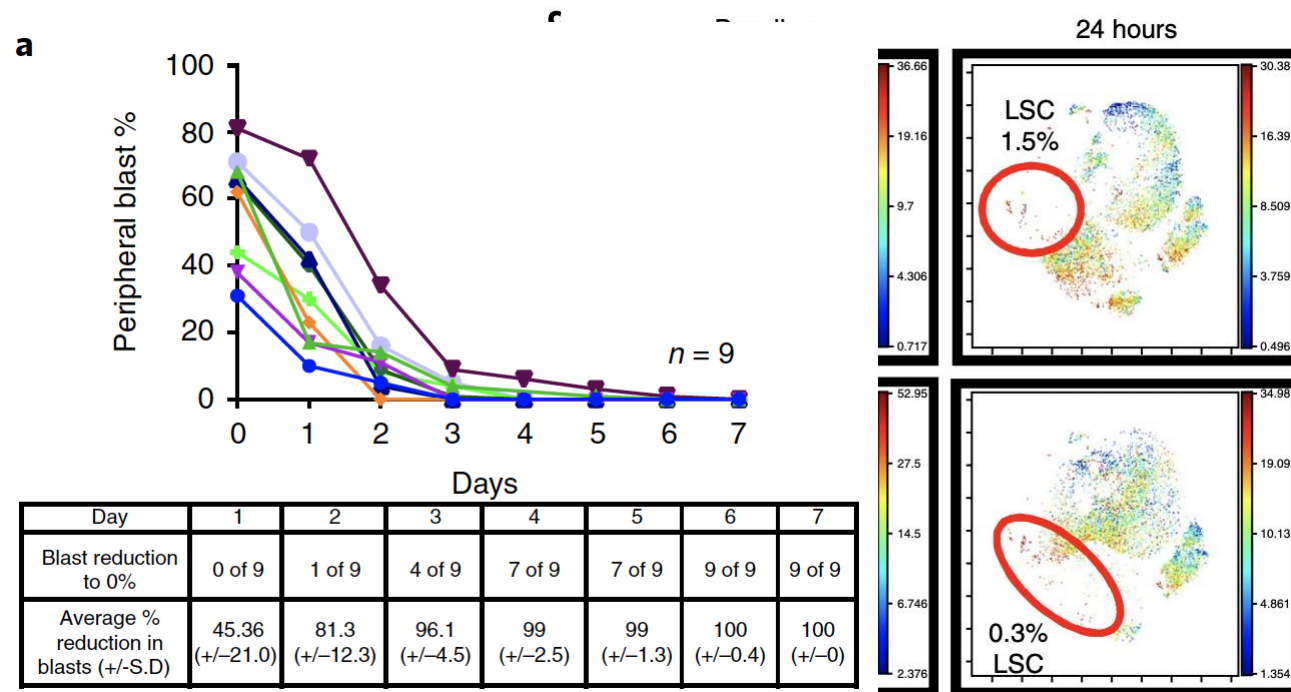 a
c
100
80
60
40
20
0
Peripheral blast %
n = 9
0 1 2 3 4 5 6 7
Days
Day 1 2 3 4 5 6 7
Blast reduction
to 0%
0 of 9 1 of 9 4 of 9 7 of 9 7 of 9 9 of 9 9 of 9
Average %
reduction in
blasts (+/-S.D)
45.36 81.3 96.1 99 99 100 100
(+/–21.0) (+/–12.3) (+/–4.5) (+/–2.5) (+/–1.3) (+/–0.4) (+/–0)
24 hours
36.66
19.16
9.7
4.306
0.717
LSC
1.5%
30.38
16.39
8.509
3.759
0.496
52.95
27.5
14.5
6.746
2.376
0.3%
LSC
34.98
19.09
10.13
4.861
1.354